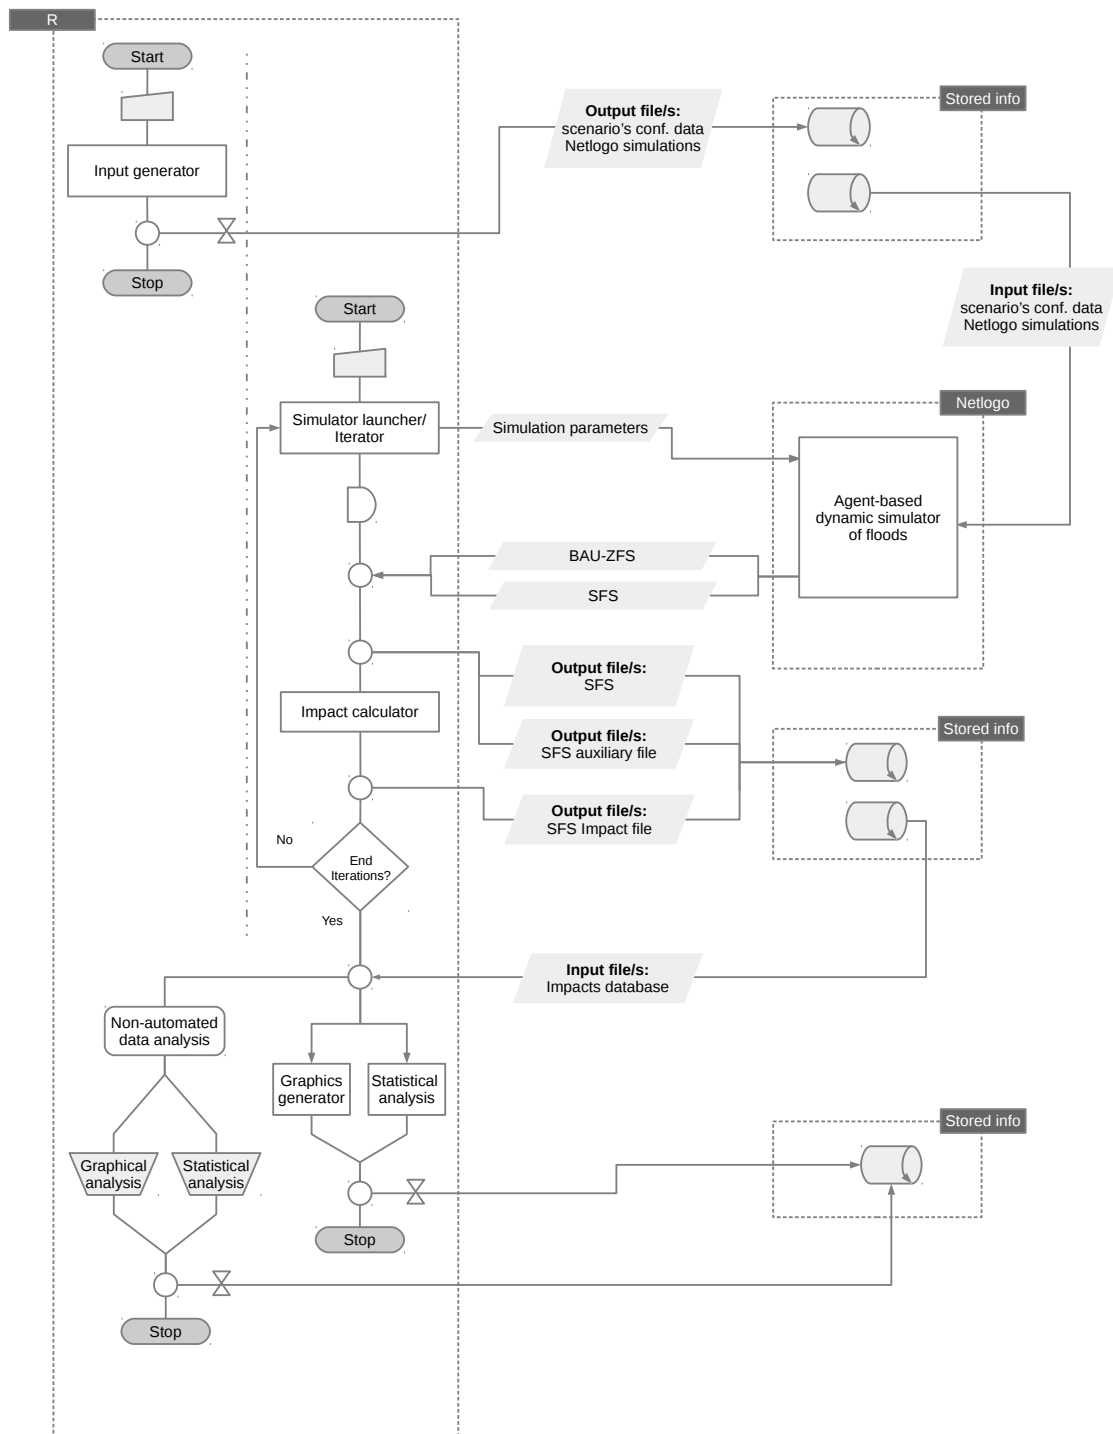 R
Start
Input generator
Stop
Output file/s:
scenario's conf. data
Netlogo simulations
Stored info
Input file/s:
scenario's conf. data
Netlogo simulations
Start
Simulator launcher/
Iterator
Simulation parameters
Netlogo
Agent-based
dynamic simulator
of floods
BAU-ZFS
SFS
Output file/s:
SFS
Impact calculator
Output file/s:
SFS auxiliary file
Stored info
Output file/s:
SFS Impact file
No
End
Iterations?
Yes
Input file/s:
Impacts database
Non-automated
data analysis
Graphics
generator
Statistical
analysis
Graphical
analysis
Statistical
analysis
Stored info
Stop
Stop